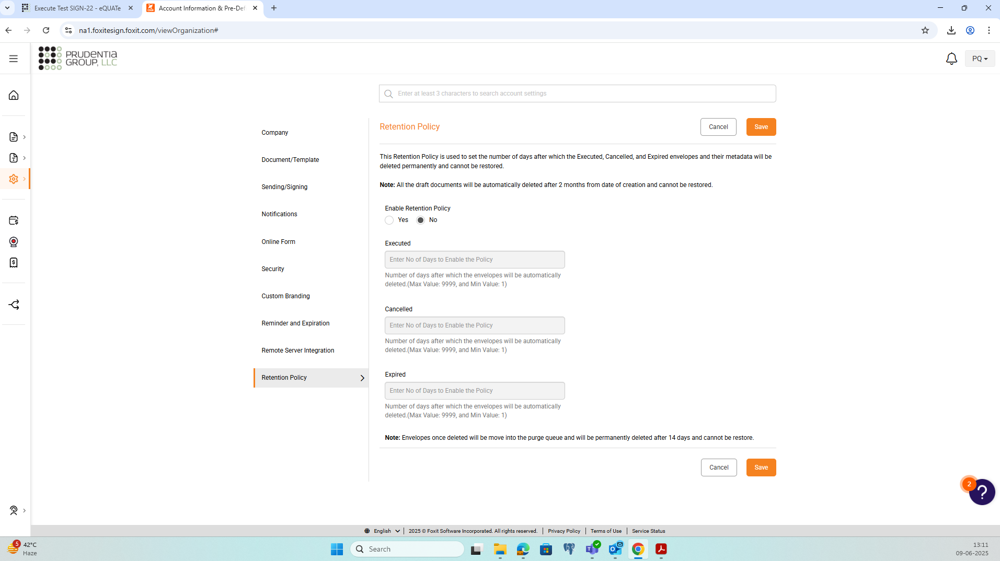 Execute Test SIGN-22 - eQUATe
Account Information & Pre-Def
na1.foxitesign.foxit.com/viewOrganization#
PRUDENTIA
GROUP, LLC
PQ
Enter at least 3 characters to search account settings
Company
Document/Template
Sending/Signing
Notifications
Online Form
Security
Custom Branding
Reminder and Expiration
Remote Server Integration
Retention Policy
Retention Policy
Cancel
Save
This Retention Policy is used to set the number of days after which the Executed, Cancelled, and Expired envelopes and their metadata will be
deleted permanently and cannot be restored.
Note: All the draft documents will be automatically deleted after 2 months from date of creation and cannot be restored.
Enable Retention Policy
Yes
No
Executed
Enter No of Days to Enable the Policy
Number of days after which the envelopes will be automatically
deleted.(Max Value: 9999, and Min Value: 1)
Cancelled
Enter No of Days to Enable the Policy
Number of days after which the envelopes will be automatically
deleted.(Max Value: 9999, and Min Value: 1)
Expired
Enter No of Days to Enable the Policy
Number of days after which the envelopes will be automatically
deleted.(Max Value: 9999, and Min Value: 1)
Note: Envelopes once deleted will be move into the purge queue and will be permanently deleted after 14 days and cannot be restore.
Cancel
Save
2
?
English
2025 © Foxit Software Incorporated. All rights reserved.
Privacy Policy
Terms of Use
Service Status
5
42°C
Haze
Search
13:11
09-06-2025